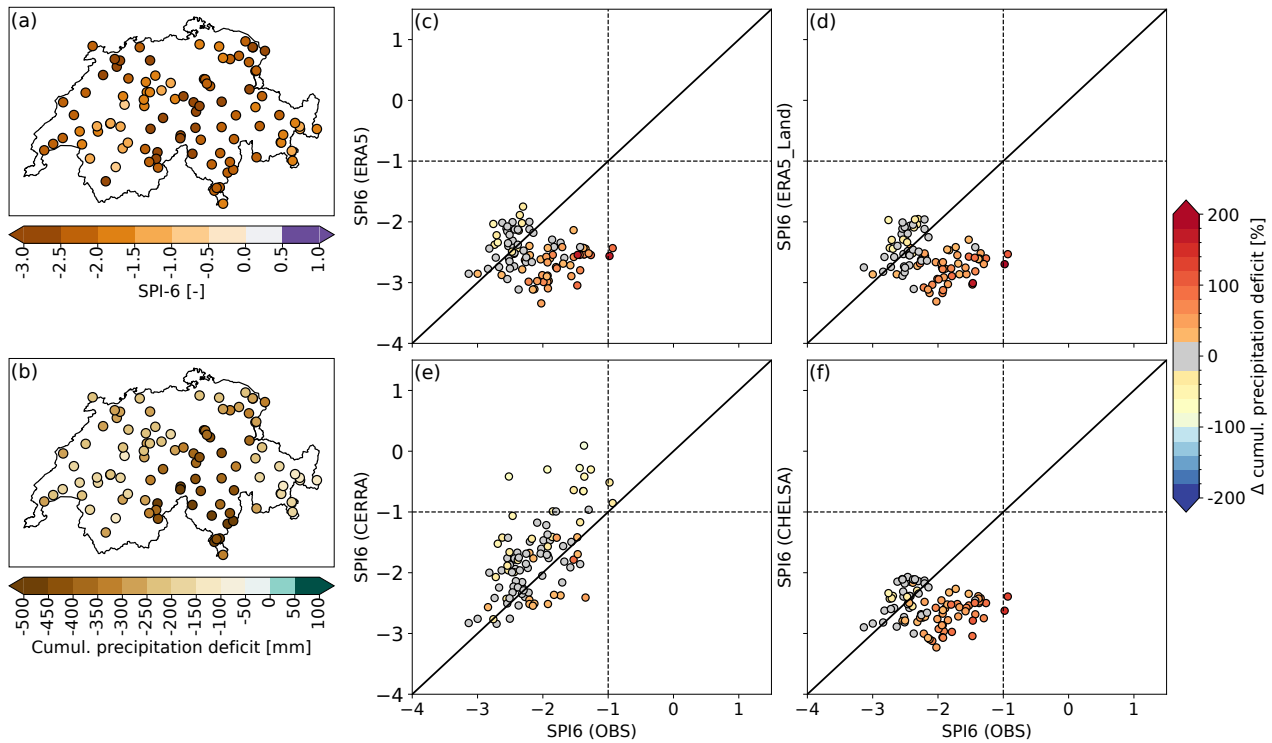 (a)
-3.0 -2.5 -2.0 -1.5 -1.0 -0.5 0.0 0.5 1.0
SPI-6 [-]
(b)
-500 -450 -400 -350 -300 -250 -200 -150 -100 -50 0 50 100
Cumul. precipitation deficit [mm]
(c)
SPI6 (ERA5)
1
0
−1
−2
−3
−4
(d)
SPI6 (ERA5_Land)
(e)
SPI6 (CERRA)
1
0
−1
−2
−3
−4
−4 −3 −2 −1 0 1
SPI6 (OBS)
(f)
SPI6 (CHELSA)
−4 −3 −2 −1 0 1
SPI6 (OBS)
200
100
0
-100
-200
Δ cumul. precipitation deficit [%]